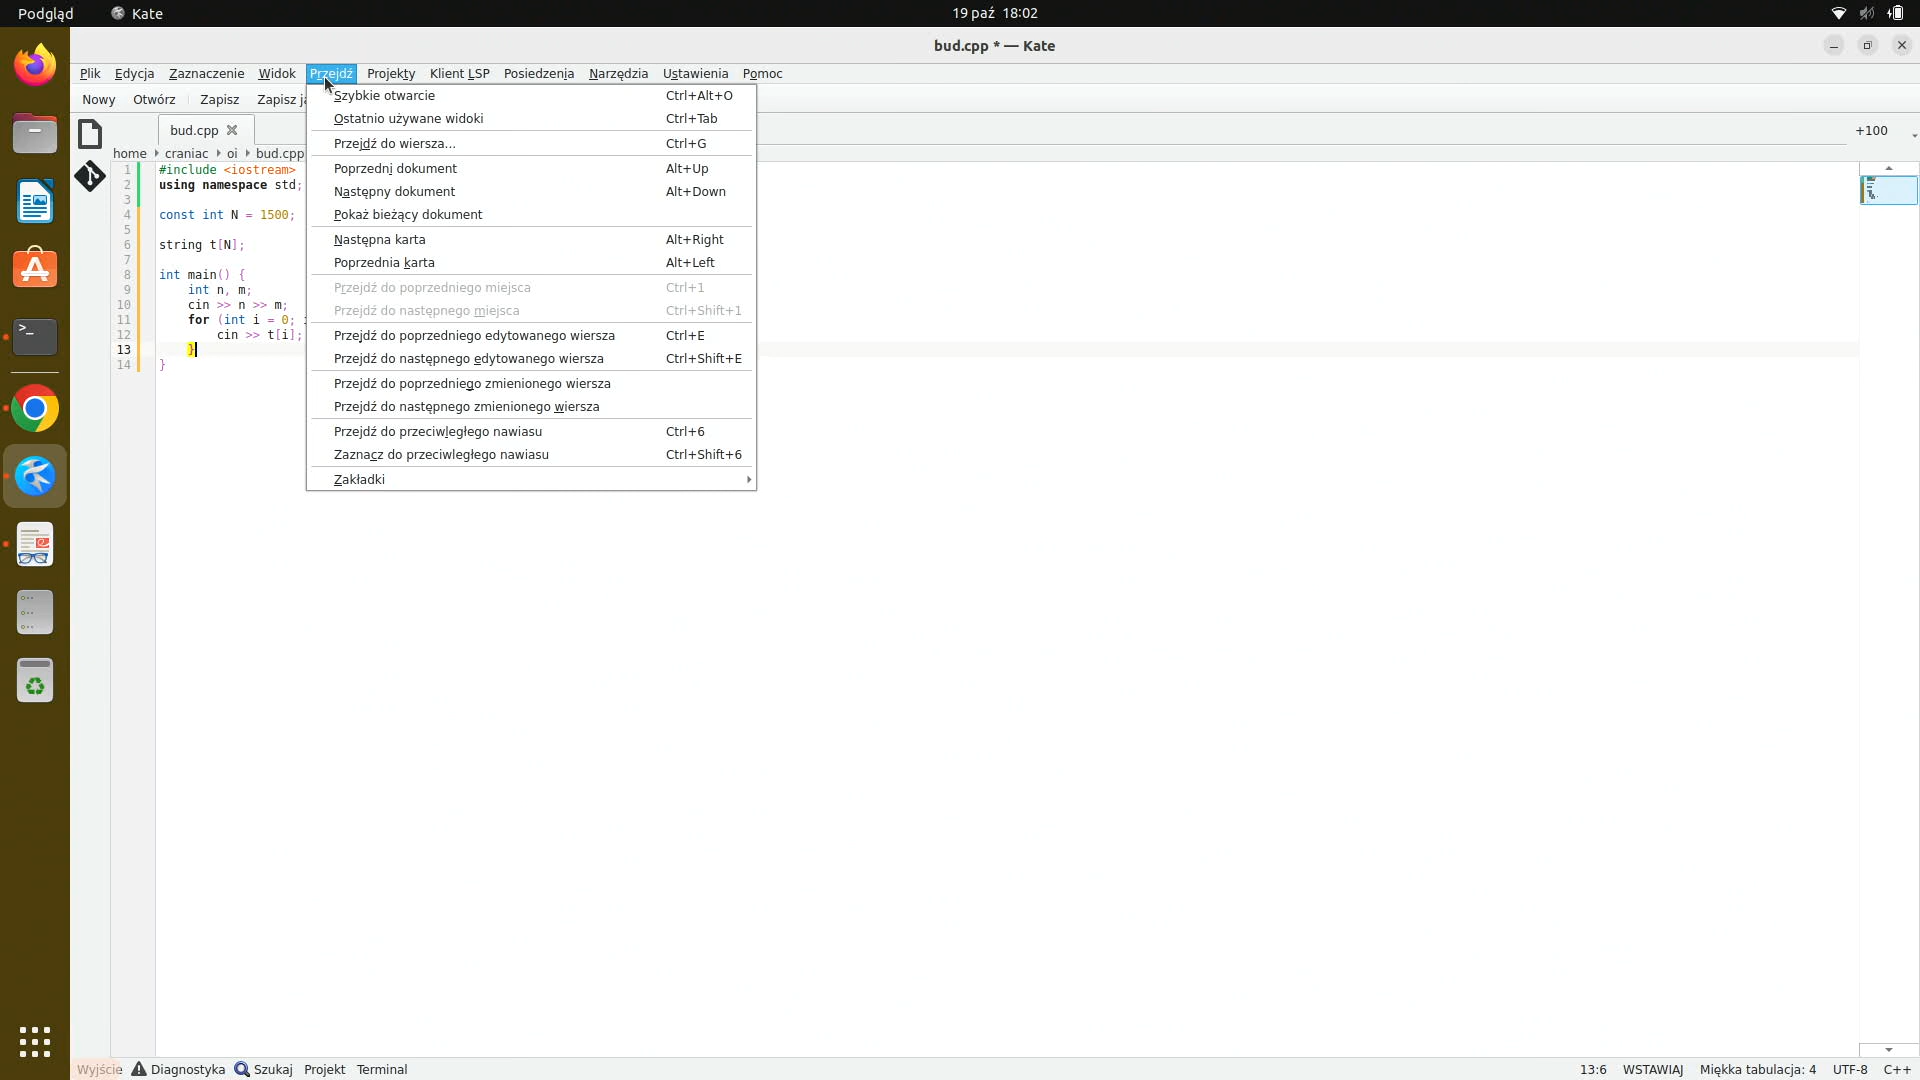 Podgląd Kate 19 paź 18:02
bud.cpp * — Kate
Plik Edycja Zaznaczenie Widok Przejdź Projekty Klient LSP Posiedzenia Narzędzia Ustawienia Pomoc
Nowy Otwórz Zapisz Zapisz ja
bud.cpp +100
home craniac oi bud.cpp
1 #include <iostream>
2 using namespace std;
3
4 const int N = 1500;
5
6 string t[N];
7
8 int main() {
9 int n, m;
10 cin >> n >> m;
11 for (int i = 0;
12 cin >> t[i];
13 }
14 }
Szybkie otwarcie Ctrl+Alt+O
Ostatnio używane widoki Ctrl+Tab
Przejdź do wiersza... Ctrl+G
Poprzedni dokument Alt+Up
Następny dokument Alt+Down
Pokaż bieżący dokument
Następna karta Alt+Right
Poprzednia karta Alt+Left
Przejdź do poprzedniego miejsca Ctrl+1
Przejdź do następnego miejsca Ctrl+Shift+1
Przejdź do poprzedniego edytowanego wiersza Ctrl+E
Przejdź do następnego edytowanego wiersza Ctrl+Shift+E
Przejdź do poprzedniego zmienionego wiersza
Przejdź do następnego zmienionego wiersza
Przejdź do przeciwległego nawiasu Ctrl+6
Zaznacz do przeciwległego nawiasu Ctrl+Shift+6
Zakładki
Wyjście Diagnostyka Szukaj Projekt Terminal 13:6 WSTAWIAJ Miękka tabulacja: 4 UTF-8 C++